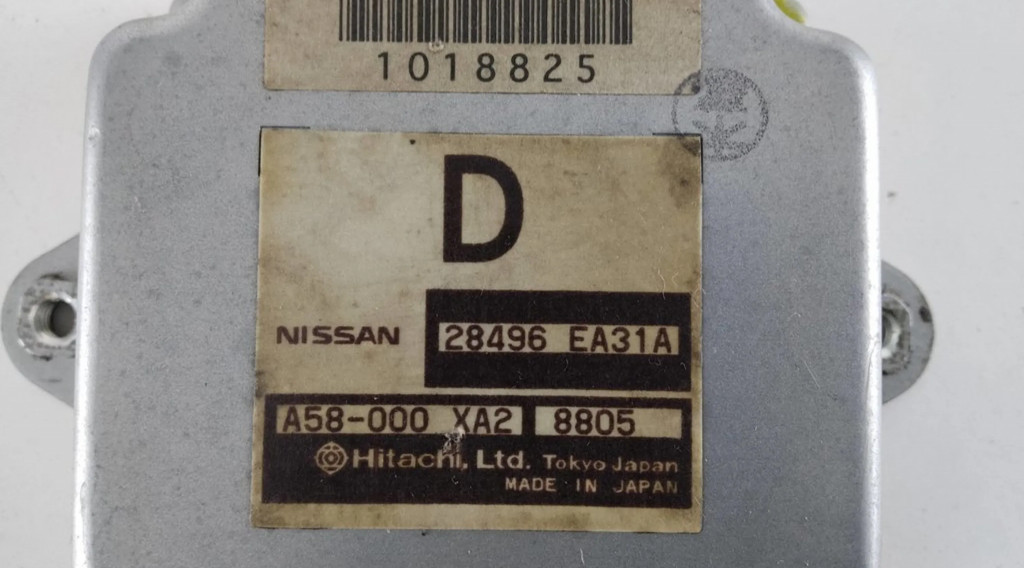 1018825
D
NISSAN 28496 EA31A
A58-000 XA2 8805
Hitachi, Ltd. Tokyo Japan
MADE IN JAPAN